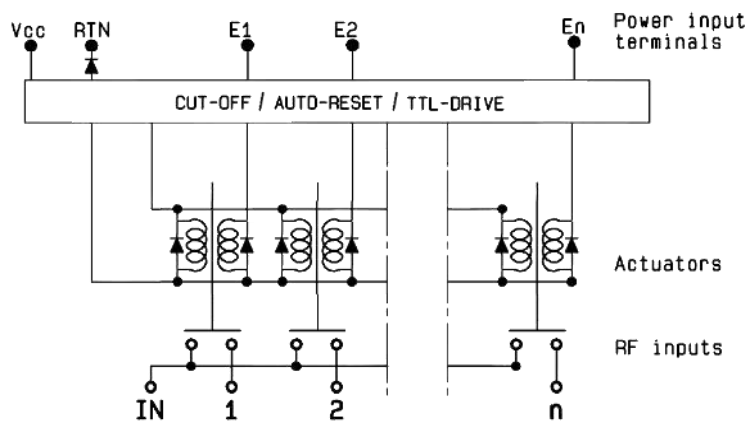 Vcc RTN E1 E2 En Power input
terminals
CUT-OFF / AUTO-RESET / TTL-DRIVE
Actuators
RF inputs
IN 1 2 n